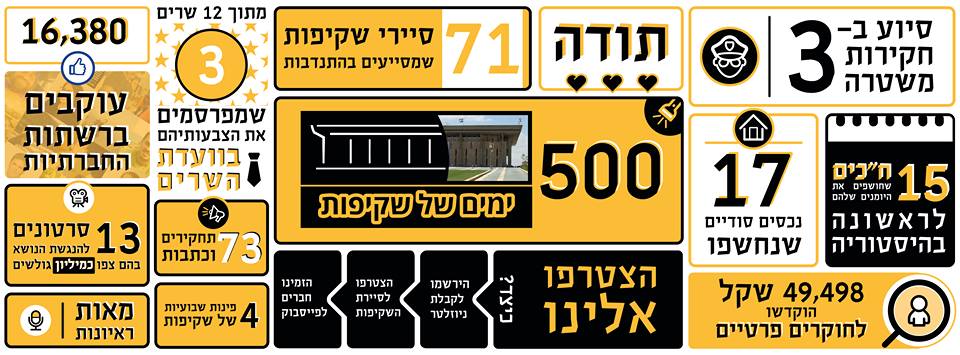 סיוע ב-
3
חקירות
משטרה
תודה
71
סיירי שקיפות
שמסייעים בהתנדבות
מתוך 12 שרים
3
שמפרסמים
את הצבעותיהם
בוועדת
השרים
16,380
עוקבים
ברשתות
החברתיות
15
ח"כים
שחושפים את
היומנים שלהם
לראשונה
בהיסטוריה
17
נכסים סודיים
שנחשפו
500
ימים של שקיפות
73
תחקירים
וכתבות
13
סרטונים
להנגשת הנושא
בהם צפו כמיליון גולשים
49,498 שקל
הוקדשו
לחוקרים פרטיים
הצטרפו
אלינו
כיצד?
הירשמו
לקבלת
ניוזלטר
הצטרפו
לסיירת
השקיפות
הזמינו
חברים
לפייסבוק
4
פינות שבועיות
של שקיפות
מאות
ראיונות